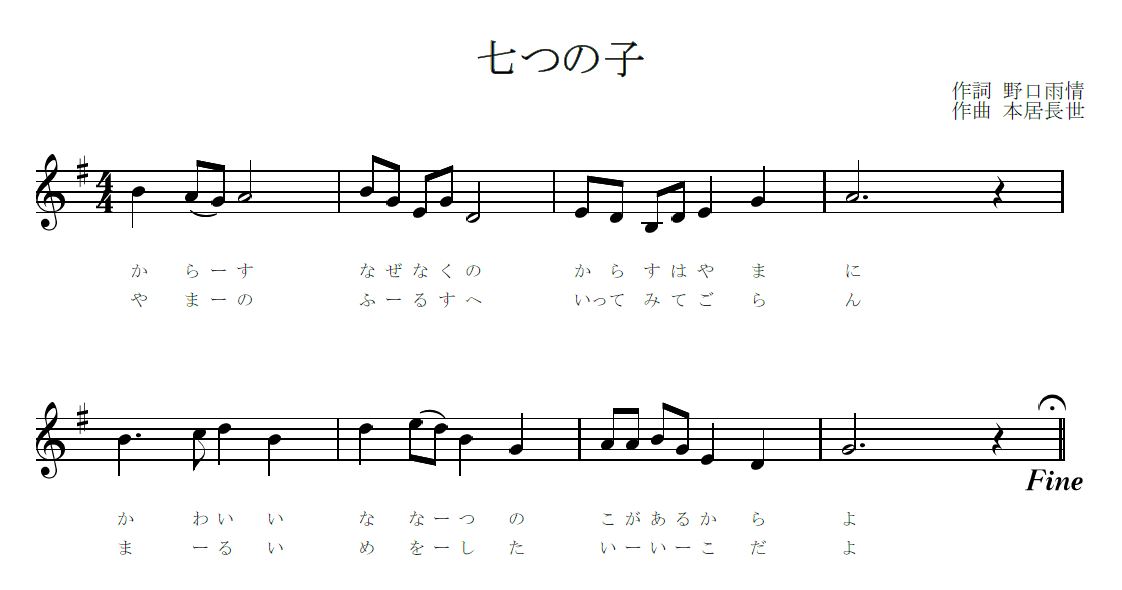 七つの子
作詞 野口雨情
作曲 本居長世
4
4
か らーす なぜなくの か ら すはや ま に
や まーの ふーるすへ いって みてご ら ん
か わい い な なーつ の こがあるか ら よ
ま ーる い め をーし た いーいーこ だ よ
Fine